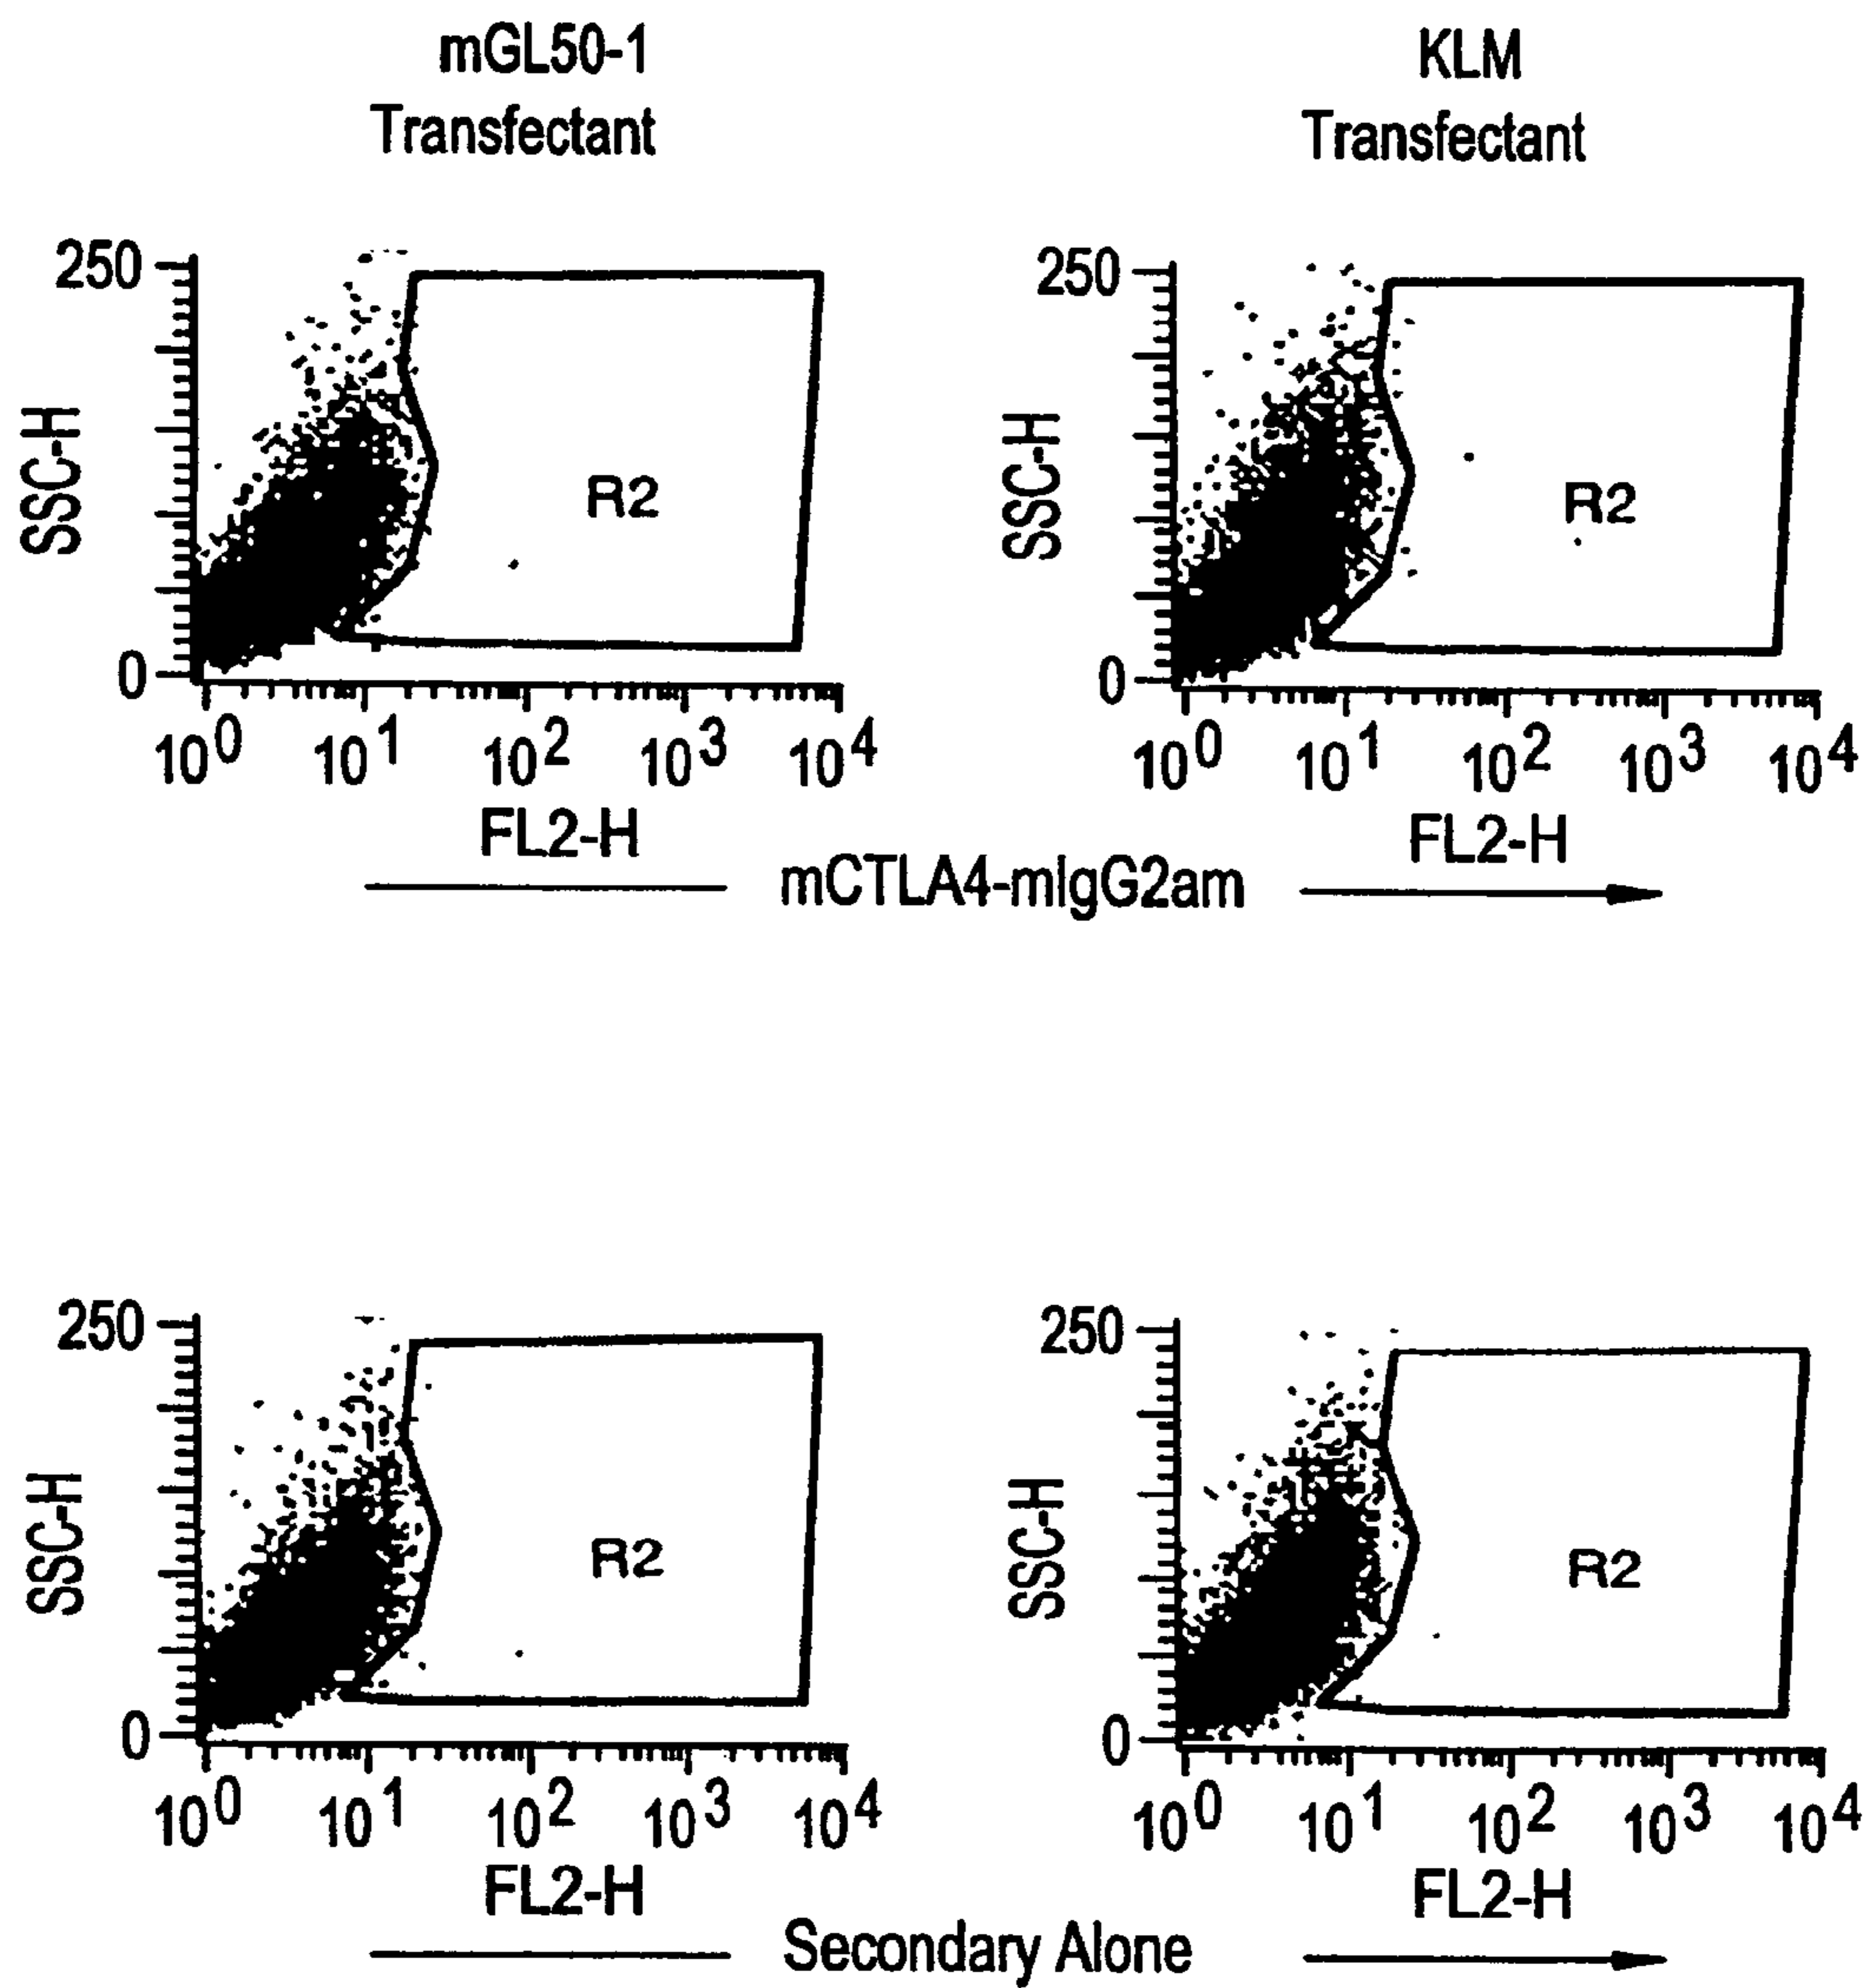 mGL50-1
Transfectant
KLM
Transfectant
250
SSC-H
R2
0
10^0 10^1 10^2 10^3 10^4
FL2-H
250
SSC-H
R2
0
10^0 10^1 10^2 10^3 10^4
FL2-H
mCTLA4-mIgG2am
250
SSC-H
R2
0
10^0 10^1 10^2 10^3 10^4
FL2-H
250
SSC-H
R2
0
10^0 10^1 10^2 10^3 10^4
FL2-H
Secondary Alone